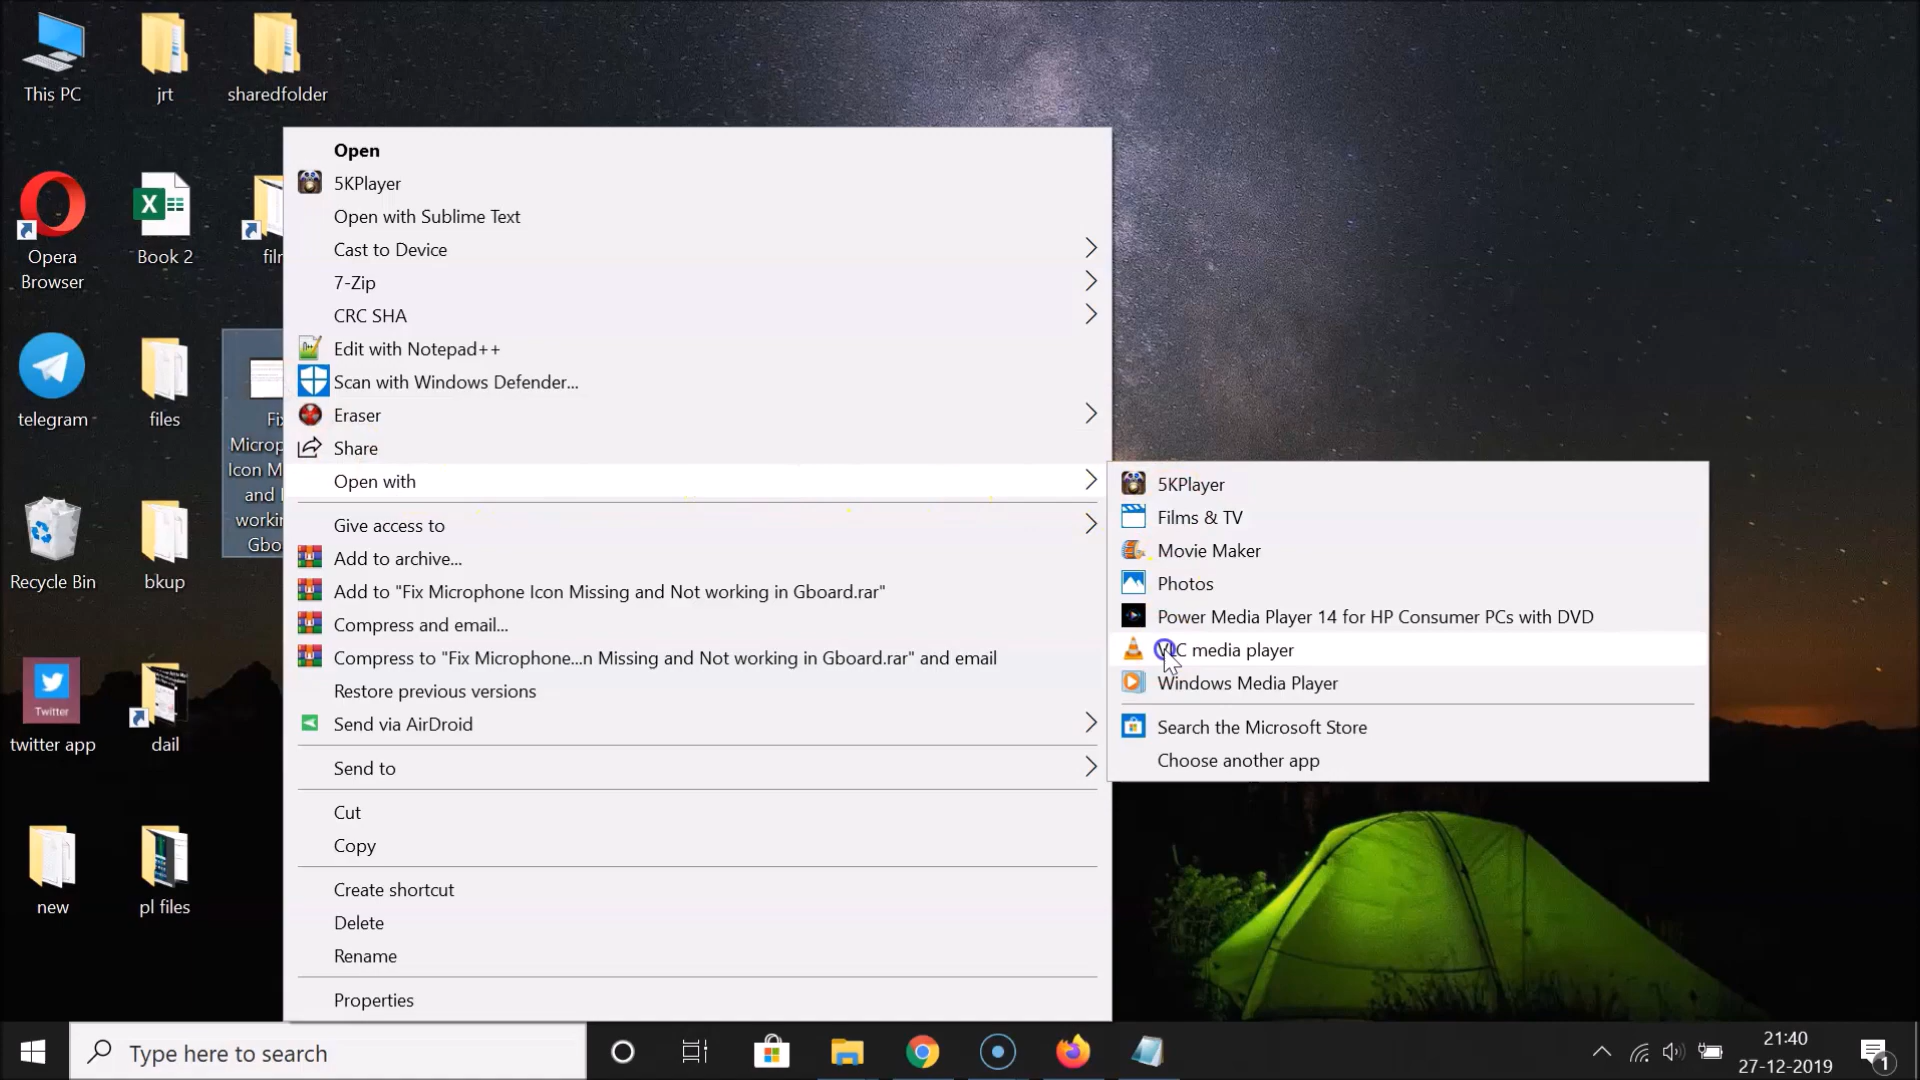 This PC
jrt
sharedfolder
Opera
Browser
Book 2
telegram
files
Recycle Bin
bkup
Twitter
twitter app
dail
new
pl files
Icon M
and
Open
5KPlayer
Open with Sublime Text
Cast to Device
7-Zip
CRC SHA
Edit with Notepad++
Scan with Windows Defender...
Eraser
Share
Open with
Give access to
Add to archive...
Add to "Fix Microphone Icon Missing and Not working in Gboard.rar"
Compress and email...
Compress to "Fix Microphone...n Missing and Not working in Gboard.rar" and email
Restore previous versions
Send via AirDroid
Send to
Cut
Copy
Create shortcut
Delete
Rename
Properties
5KPlayer
Films & TV
Movie Maker
Photos
Power Media Player 14 for HP Consumer PCs with DVD
VLC media player
Windows Media Player
Search the Microsoft Store
Choose another app
Type here to search
21:40
27-12-2019
1